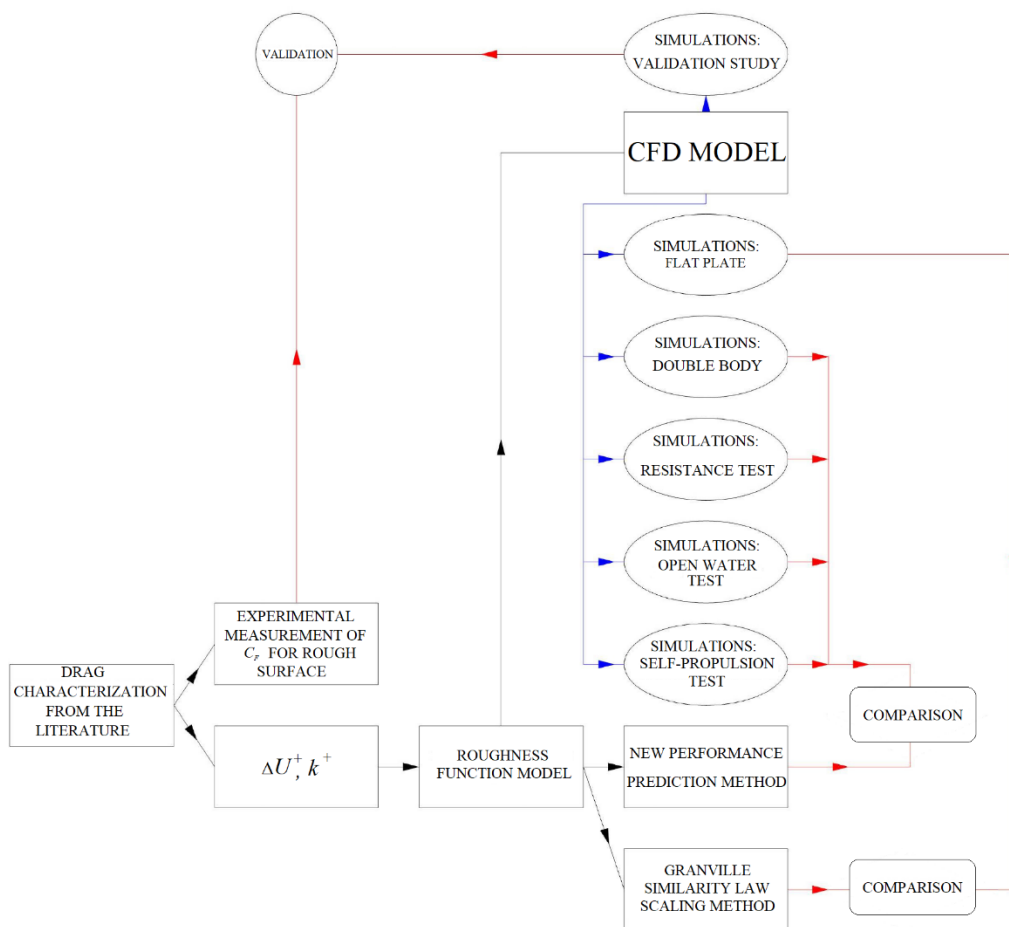 VALIDATION
SIMULATIONS:
VALIDATION STUDY
CFD MODEL
SIMULATIONS:
FLAT PLATE
SIMULATIONS:
DOUBLE BODY
SIMULATIONS:
RESISTANCE TEST
SIMULATIONS:
OPEN WATER
TEST
SIMULATIONS:
SELF-PROPULSION
TEST
EXPERIMENTAL
MEASUREMENT OF
C_F FOR ROUGH
SURFACE
DRAG
CHARACTERIZATION
FROM THE
LITERATURE
ΔU⁺, k⁺
ROUGHNESS
FUNCTION MODEL
NEW PERFORMANCE
PREDICTION METHOD
COMPARISON
GRANVILLE
SIMILARITY LAW
SCALING METHOD
COMPARISON